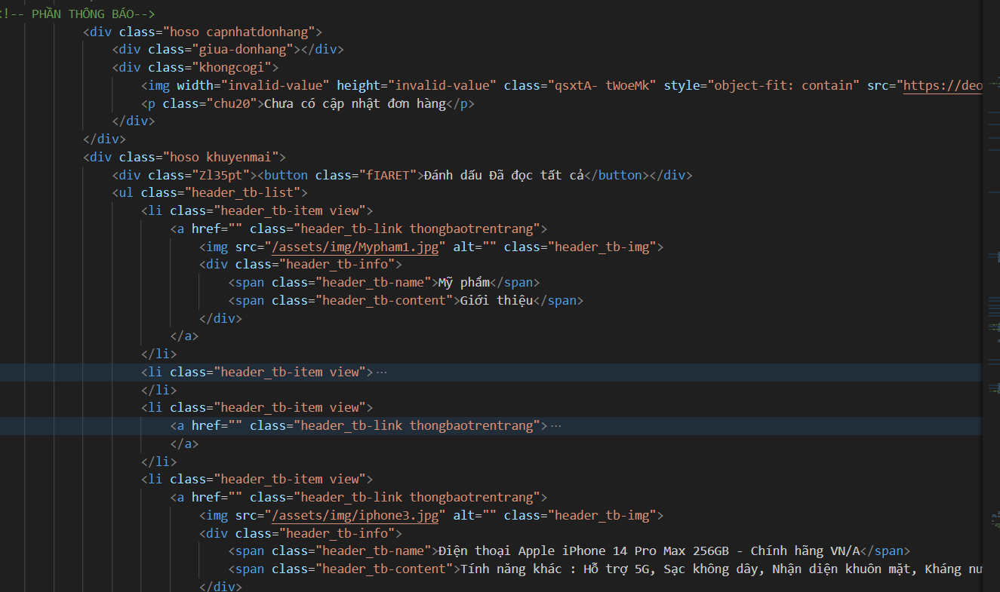 <!-- PHẦN THÔNG BÁO-->
<div class="hoso capnhatdonhang">
<div class="giua-donhang"></div>
<div class="khongcogi">
<img width="invalid-value" height="invalid-value" class="qsxtA- tWoeMk" style="object-fit: contain" src="https://deo
<p class="chu20">Chưa có cập nhật đơn hàng</p>
</div>
</div>
<div class="hoso khuyenmai">
<div class="Zl35pt"><button class="fIARET">Đánh dấu Đã đọc tất cả</button></div>
<ul class="header_tb-list">
<li class="header_tb-item view">
<a href="" class="header_tb-link thongbaotrentrang">
<img src="/assets/img/Mypham1.jpg" alt="" class="header_tb-img">
<div class="header_tb-info">
<span class="header_tb-name">Mỹ phẩm</span>
<span class="header_tb-content">Giới thiệu</span>
</div>
</a>
</li>
<li class="header_tb-item view">···
</li>
<li class="header_tb-item view">
<a href="" class="header_tb-link thongbaotrentrang">···
</a>
</li>
<li class="header_tb-item view">
<a href="" class="header_tb-link thongbaotrentrang">
<img src="/assets/img/iphone3.jpg" alt="" class="header_tb-img">
<div class="header_tb-info">
<span class="header_tb-name">Điện thoại Apple iPhone 14 Pro Max 256GB - Chính hãng VN/A</span>
<span class="header_tb-content">Tính năng khác : Hỗ trợ 5G, Sạc không dây, Nhận diện khuôn mặt, Kháng nư
</div>